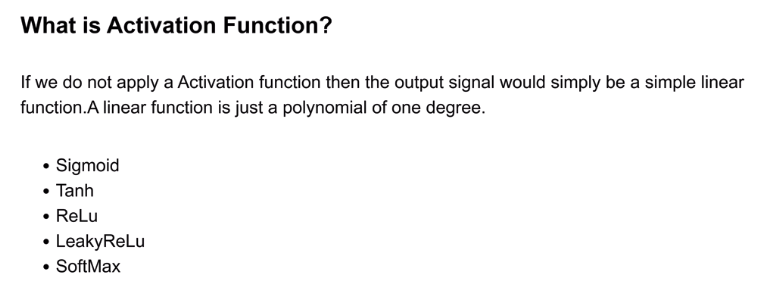 What is Activation Function?
If we do not apply a Activation function then the output signal would simply be a simple linear
function.A linear function is just a polynomial of one degree.
• Sigmoid
• Tanh
• ReLu
• LeakyReLu
• SoftMax